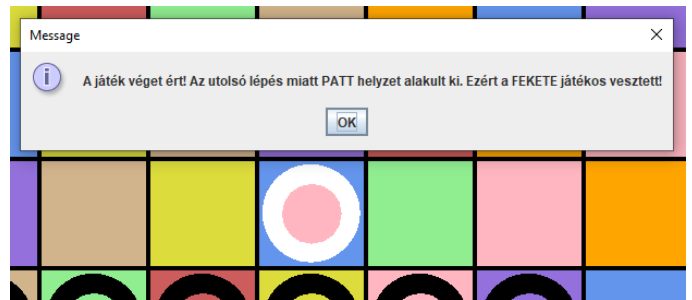 Message
A játék véget ért! Az utolsó lépés miatt PATT helyzet alakult ki. Ezért a FEKETE játékos vesztett!
OK